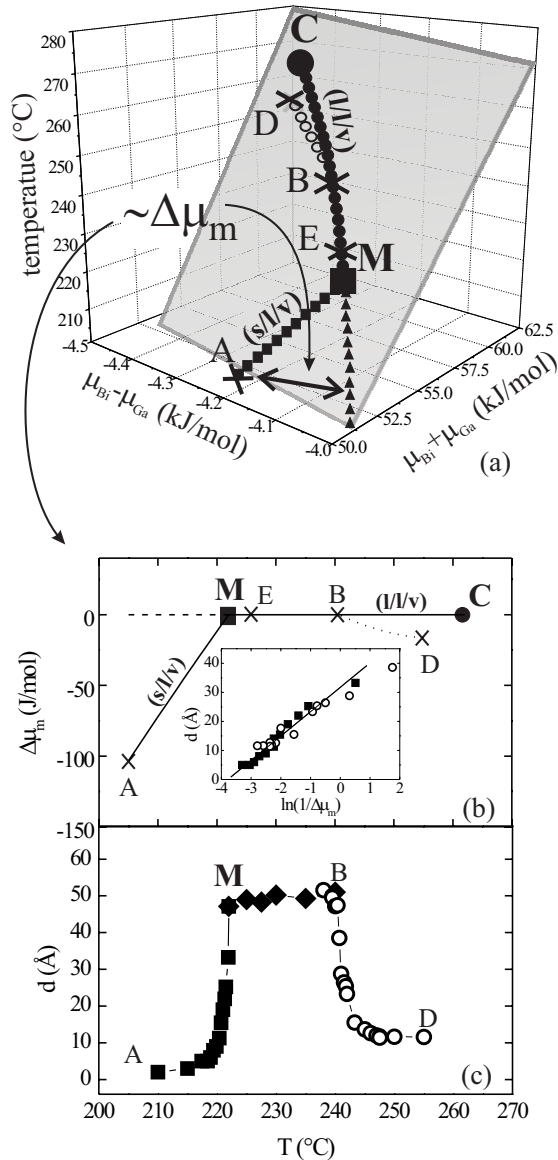 280
270
260
250
240
230
220
210
temperatue (°C)
C
D
(l/l/v)
B
E
M
~Δμm
(s/l/v)
A
-4.5
-4.4
-4.3
-4.2
-4.1
-4.0
μBi-μGa (kJ/mol)
50.0
52.5
55.0
57.5
60.0
62.5
μBi+μGa (kJ/mol)
(a)
M
E
B
(l/l/v)
C
D
(s/l/v)
A
0
-50
-100
-150
Δμm (J/mol)
40
30
20
10
0
d (Å)
-4 -3 -2 -1 0 1 2
ln(1/Δμm)
(b)
M
B
A
D
60
50
40
30
20
10
0
d (Å)
(c)
200 210 220 230 240 250 260 270
T (°C)